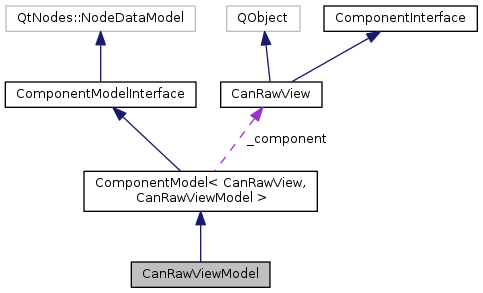 QtNodes::NodeDataModel
QObject
ComponentInterface
ComponentModelInterface
CanRawView
_component
ComponentModel< CanRawView,
CanRawViewModel >
CanRawViewModel